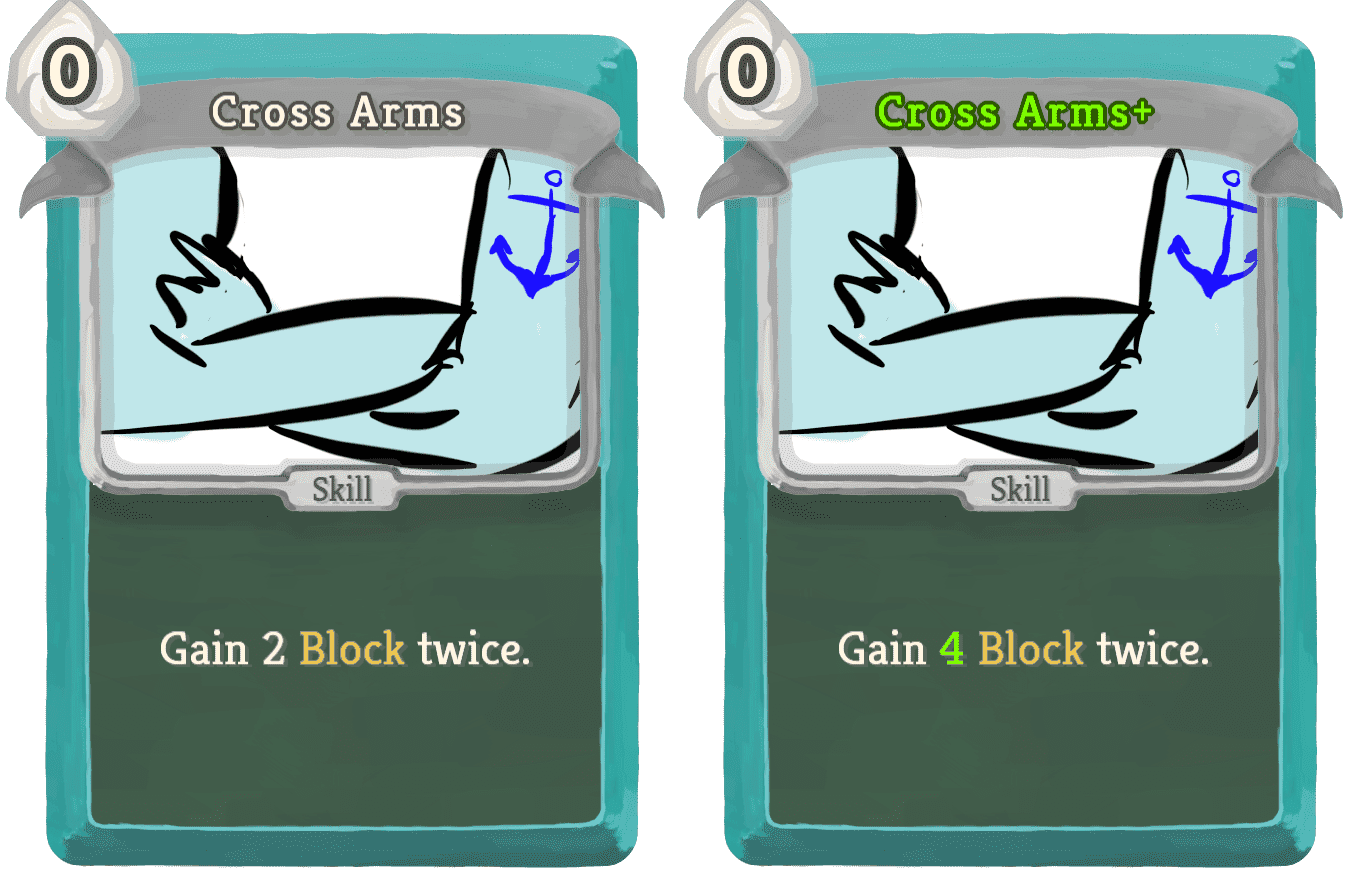 0
Cross Arms
Skill
Gain 2 Block twice.
0
Cross Arms+
Skill
Gain 4 Block twice.